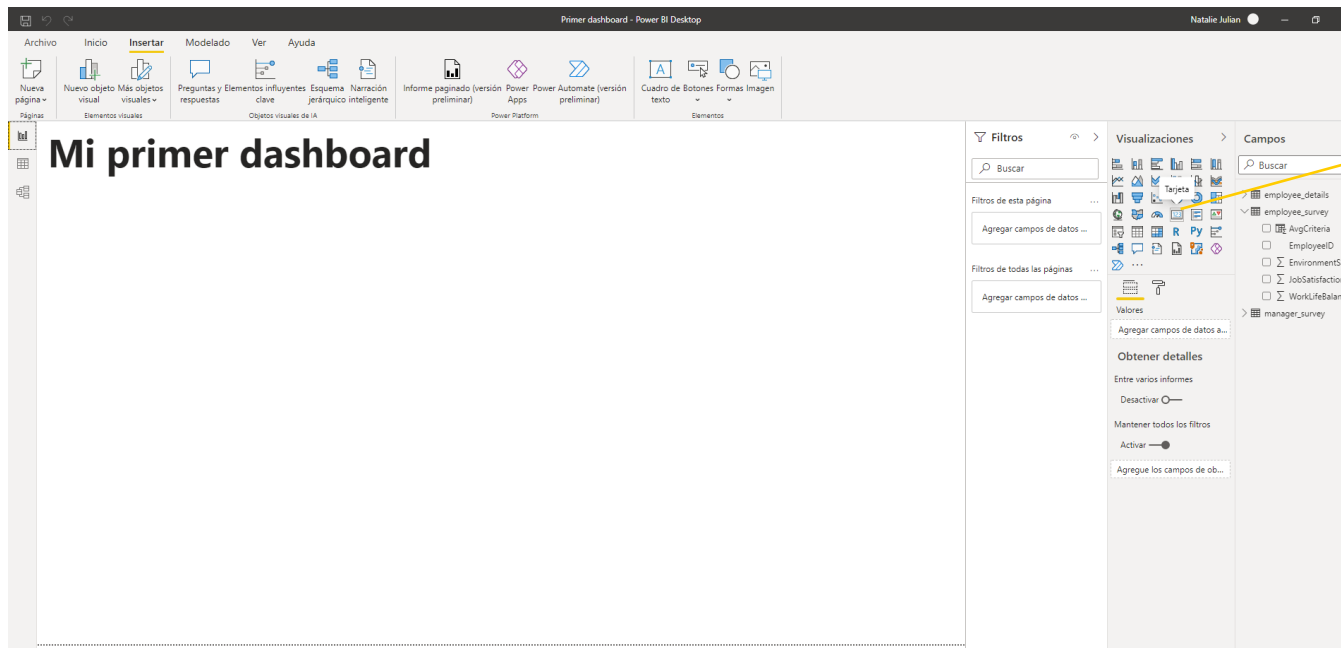 Primer dashboard - Power BI Desktop
Natalie Julian
Archivo Inicio Insertar Modelado Ver Ayuda
Nueva página
Nuevo objeto visual
Más objetos visuales
Preguntas y respuestas
Elementos influyentes clave
Esquema jerárquico
Narración inteligente
Informe paginado (versión preliminar)
Power Apps
Power Automate (versión preliminar)
Cuadro de texto
Botones
Formas
Imagen
Páginas
Elementos visuales
Objetos visuales de IA
Power Platform
Elementos
Mi primer dashboard
Filtros
Buscar
Filtros de esta página ...
Agregar campos de datos ...
Filtros de todas las páginas ...
Agregar campos de datos ...
Visualizaciones
Tarjeta
R Py
...
Valores
Agregar campos de datos a...
Obtener detalles
Entre varios informes
Desactivar
Mantener todos los filtros
Activar
Agregue los campos de ob...
Campos
Buscar
employee_details
employee_survey
AvgCriteria
EmployeeID
∑ EnvironmentS
∑ JobSatisfaction
∑ WorkLifeBalan
manager_survey